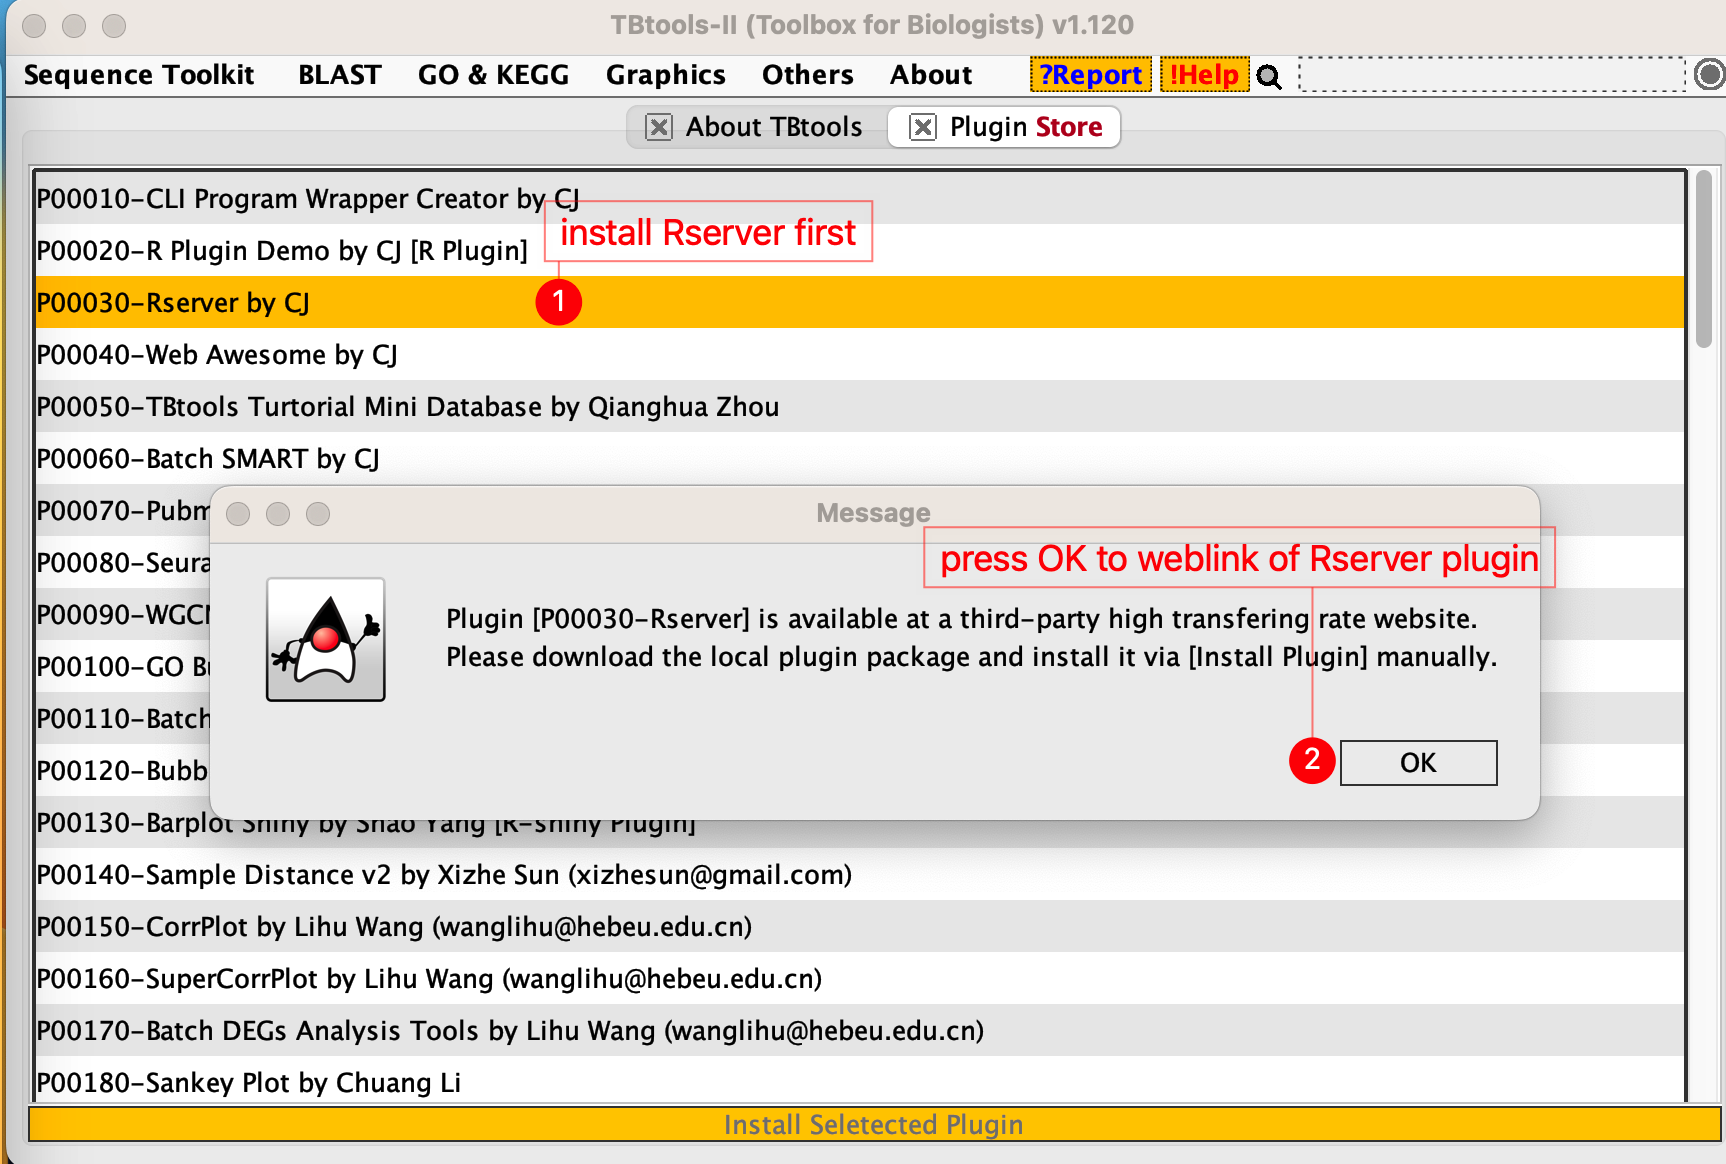 TBtools-II (Toolbox for Biologists) v1.120
Sequence Toolkit BLAST GO & KEGG Graphics Others About ?Report !Help
About TBtools Plugin Store
P00010-CLI Program Wrapper Creator by CJ
install Rserver first
P00020-R Plugin Demo by CJ [R Plugin]
P00030-Rserver by CJ 1
P00040-Web Awesome by CJ
P00050-TBtools Turtorial Mini Database by Qianghua Zhou
P00060-Batch SMART by CJ
P00070-Pubm
P00080-Seura
P00090-WGCN
P00100-GO Bu
P00110-Batch
P00120-Bubb
Message
press OK to weblink of Rserver plugin
Plugin [P00030-Rserver] is available at a third-party high transfering rate website.
Please download the local plugin package and install it via [Install Plugin] manually.
2 OK
P00130-Barplot Shiny by Shao Yang [R-shiny Plugin]
P00140-Sample Distance v2 by Xizhe Sun (xizhesun@gmail.com)
P00150-CorrPlot by Lihu Wang (wanglihu@hebeu.edu.cn)
P00160-SuperCorrPlot by Lihu Wang (wanglihu@hebeu.edu.cn)
P00170-Batch DEGs Analysis Tools by Lihu Wang (wanglihu@hebeu.edu.cn)
P00180-Sankey Plot by Chuang Li
Install Seletected Plugin